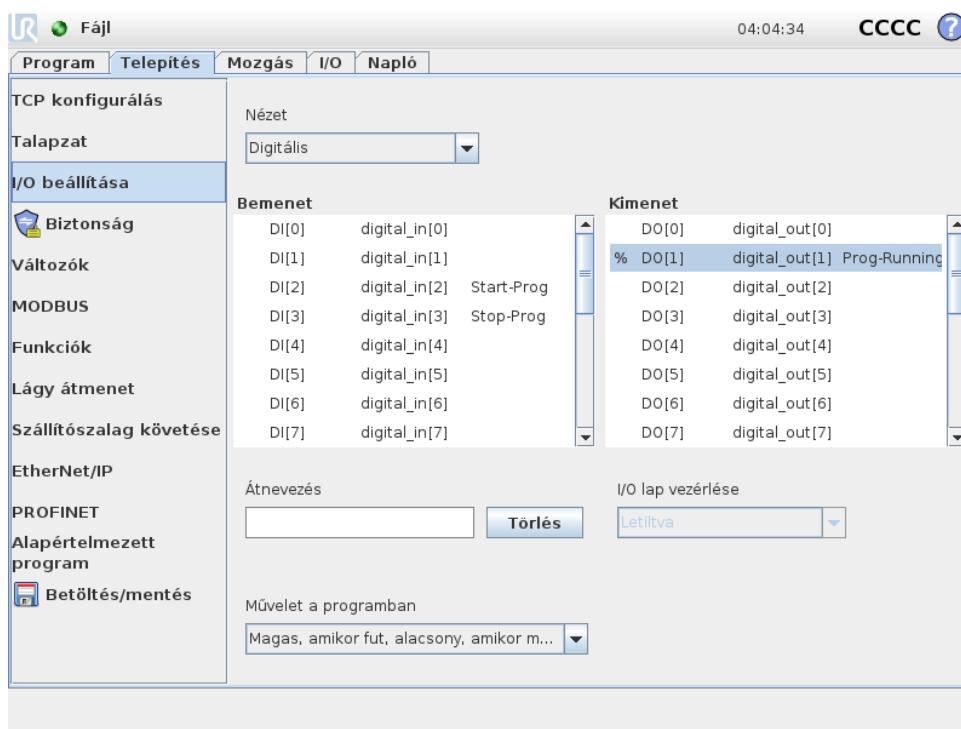 UR Fájl 04:04:34 CCCC ?
Program Telepítés Mozgás I/O Napló
TCP konfigurálás
Talapzat
I/O beállítása
Biztonság
Változók
MODBUS
Funkciók
Lágy átmenet
Szállítószalag követése
EtherNet/IP
PROFINET
Alapértelmezett
program
Betöltés/mentés
Nézet
Digitális
Bemenet
DI[0] digital_in[0]
DI[1] digital_in[1]
DI[2] digital_in[2] Start-Prog
DI[3] digital_in[3] Stop-Prog
DI[4] digital_in[4]
DI[5] digital_in[5]
DI[6] digital_in[6]
DI[7] digital_in[7]
Kimenet
DO[0] digital_out[0]
% DO[1] digital_out[1] Prog-Running
DO[2] digital_out[2]
DO[3] digital_out[3]
DO[4] digital_out[4]
DO[5] digital_out[5]
DO[6] digital_out[6]
DO[7] digital_out[7]
Átnevezés
Törlés
I/O lap vezérlése
Letiltva
Művelet a programban
Magas, amikor fut, alacsony, amikor m...